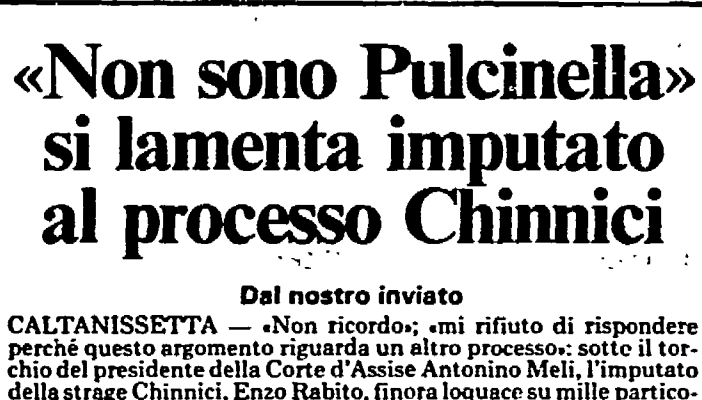 «Non sono Pulcinella»
si lamenta imputato
al processo Chinnici
Dal nostro inviato
CALTANISSETTA — «Non ricordo»; «mi rifiuto di rispondere
perché questo argomento riguarda un altro processo»: sotto il tor-
chio del presidente della Corte d'Assise Antonino Meli, l'imputato
della strage Chinnici, Enzo Rabito, finora loquace su mille partico-